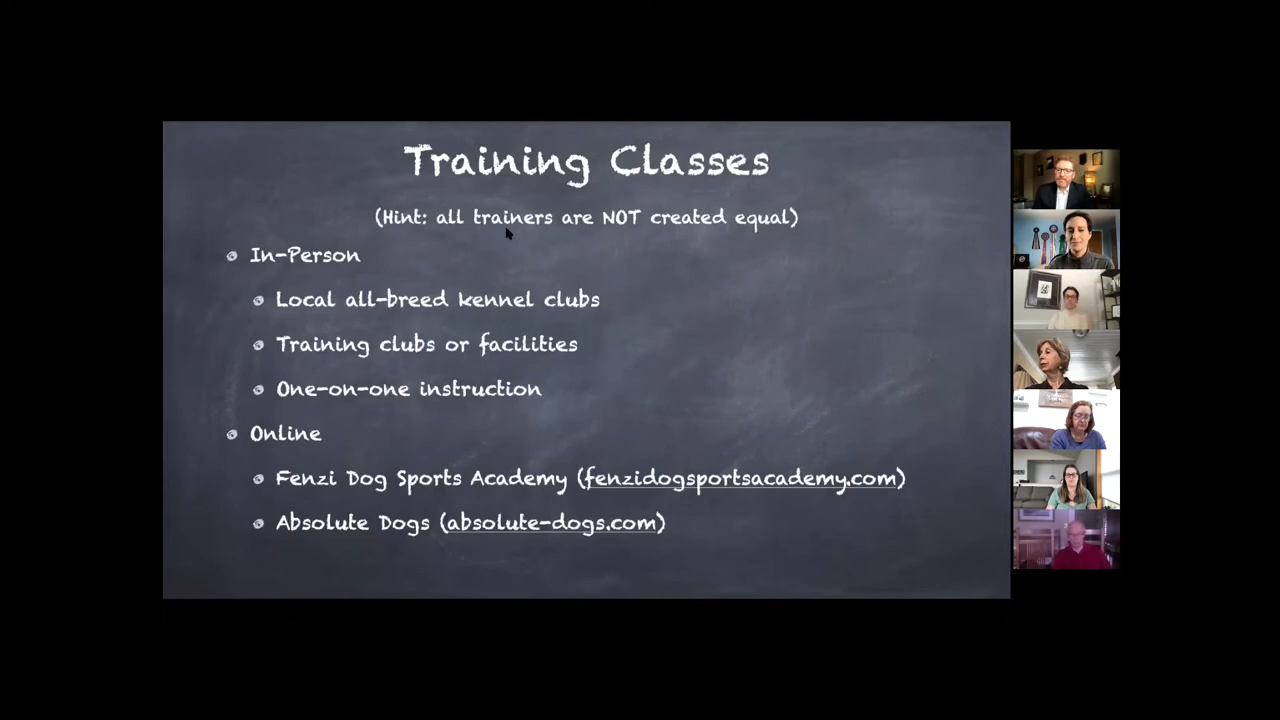 Training Classes
(Hint: all trainers are NOT created equal)
In-Person
Local all-breed kennel clubs
Training clubs or facilities
One-on-one instruction
Online
Fenzi Dog Sports Academy (fenzidogsportsacademy.com)
Absolute Dogs (absolute-dogs.com)